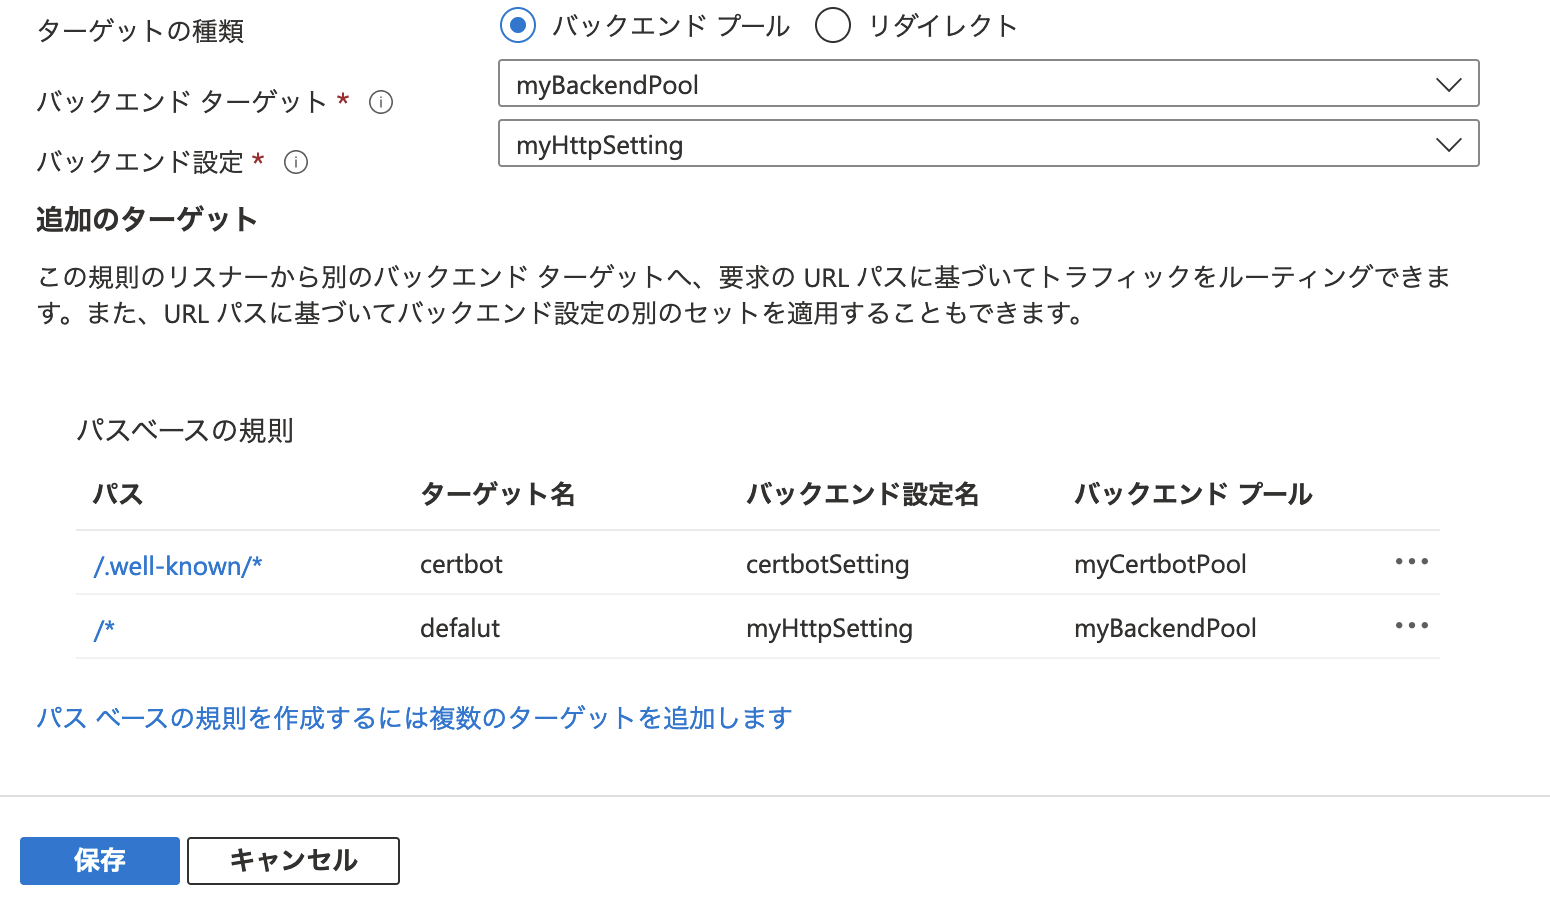 ターゲットの種類
バックエンド プール リダイレクト
バックエンド ターゲット *
myBackendPool
バックエンド設定 *
myHttpSetting
追加のターゲット
この規則のリスナーから別のバックエンド ターゲットへ、要求の URL パスに基づいてトラフィックをルーティングできま
す。また、URL パスに基づいてバックエンド設定の別のセットを適用することもできます。
パスベースの規則
パス ターゲット名 バックエンド設定名 バックエンド プール
/.well-known/* certbot certbotSetting myCertbotPool
/* defalut myHttpSetting myBackendPool
パス ベースの規則を作成するには複数のターゲットを追加します
保存 キャンセル